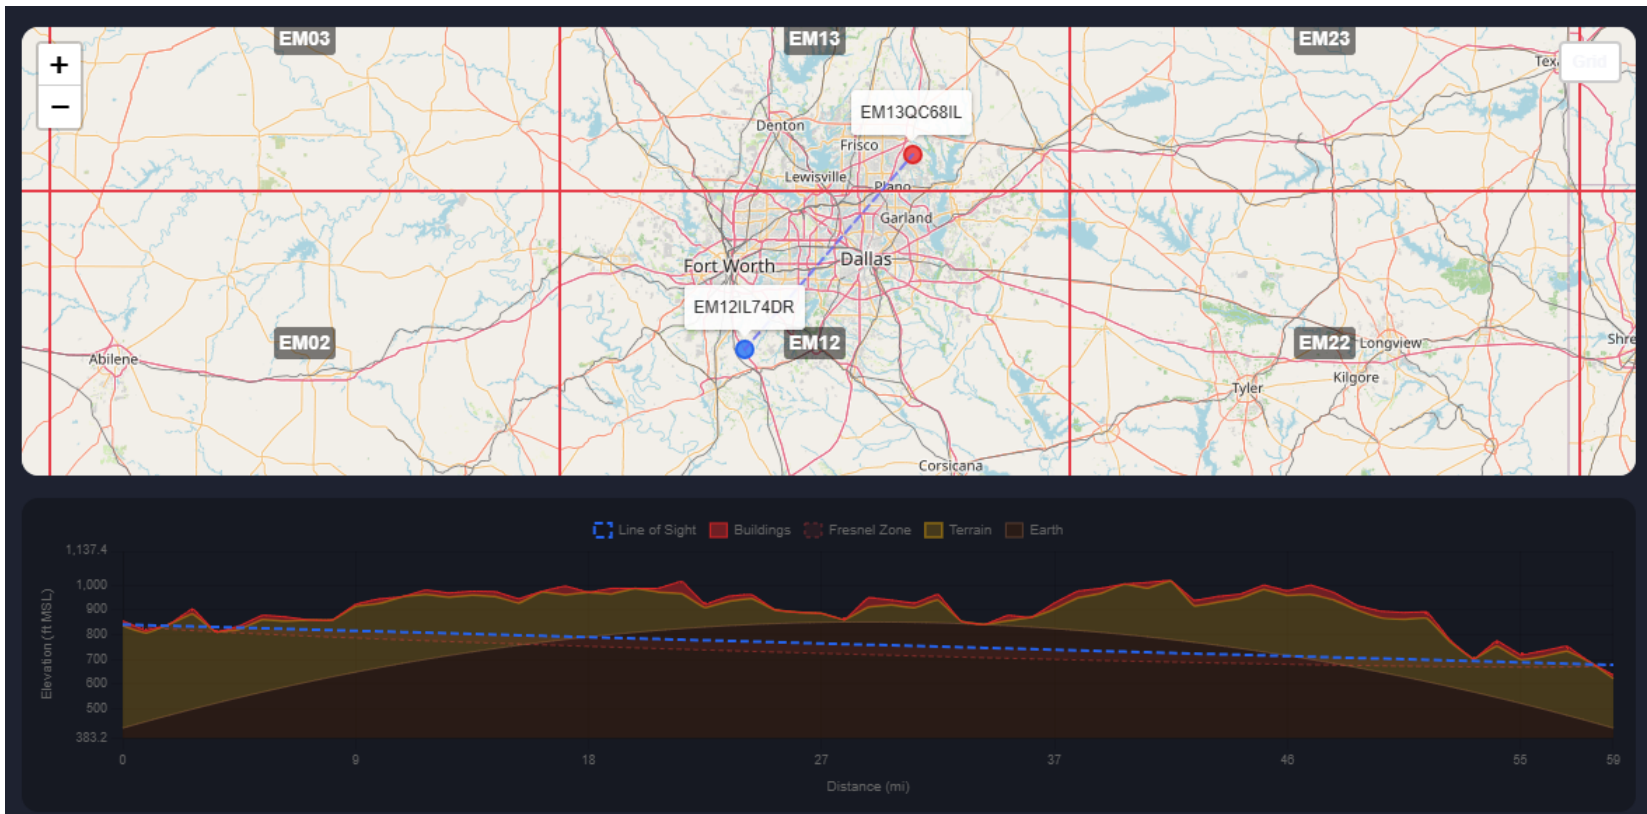 EM03
EM13
EM23
+
−
Grid
EM13QC68IL
Denton
Frisco
Lewisville
Plano
Garland
Fort Worth
Dallas
EM12IL74DR
EM02
EM12
EM22
Abilene
Longview
Shre
Kilgore
Tyler
Corsicana
Line of Sight
Buildings
Fresnel Zone
Terrain
Earth
1,137.4
1,000
900
800
700
600
500
383.2
Elevation (ft MSL)
0
9
18
27
37
46
55
59
Distance (mi)